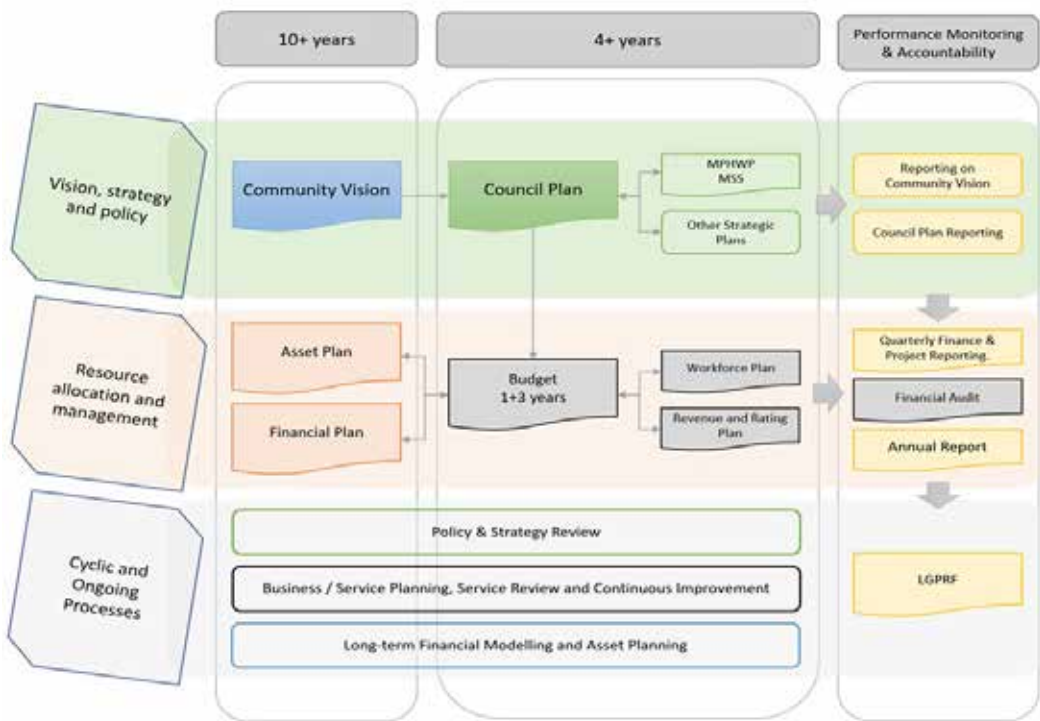 10+ years
4+ years
Performance Monitoring
& Accountability
Vision, strategy
and policy
Community Vision
Council Plan
MPHWP
MSS
Other Strategic
Plans
Reporting on
Community Vision
Council Plan Reporting
Resource
allocation and
management
Asset Plan
Financial Plan
Budget
1+3 years
Workforce Plan
Revenue and Rating
Plan
Quarterly Finance &
Project Reporting.
Financial Audit
Annual Report
Cyclic and
Ongoing
Processes
Policy & Strategy Review
Business / Service Planning, Service Review and Continuous Improvement
Long-term Financial Modelling and Asset Planning
LGPRF